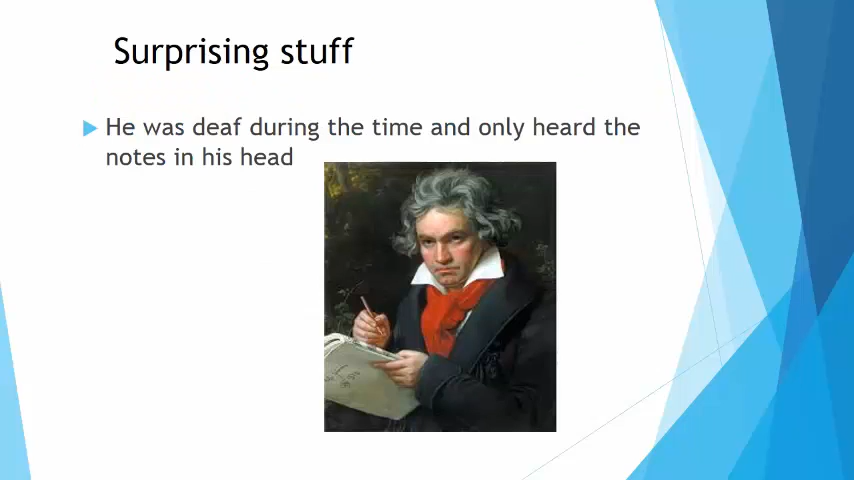 Surprising stuff
He was deaf during the time and only heard the
notes in his head